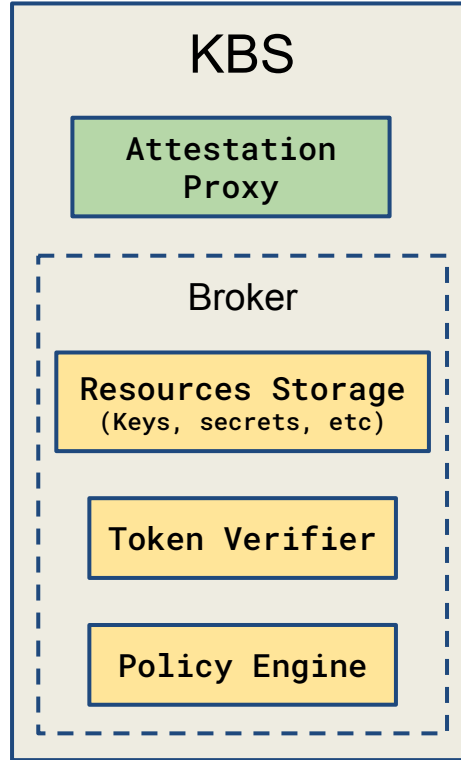 KBS
Attestation
Proxy
Broker
Resources Storage
(Keys, secrets, etc)
Token Verifier
Policy Engine